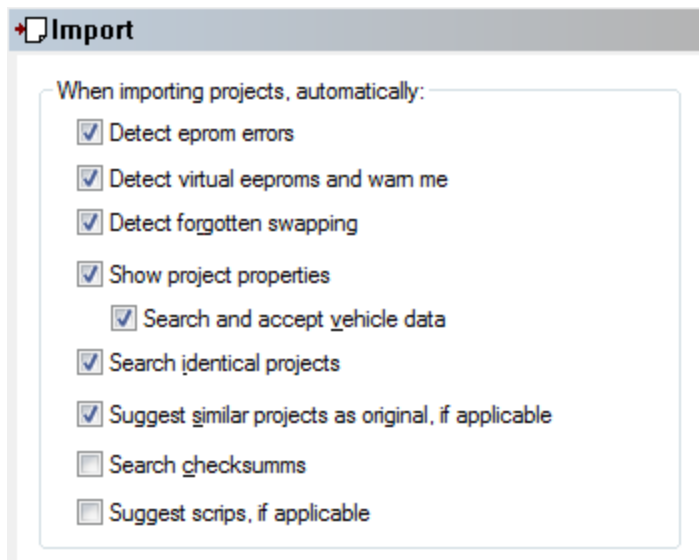 Import
When importing projects, automatically:
Detect eprom errors
Detect virtual eeproms and warn me
Detect forgotten swapping
Show project properties
Search and accept vehicle data
Search identical projects
Suggest similar projects as original, if applicable
Search checksumms
Suggest scrips, if applicable